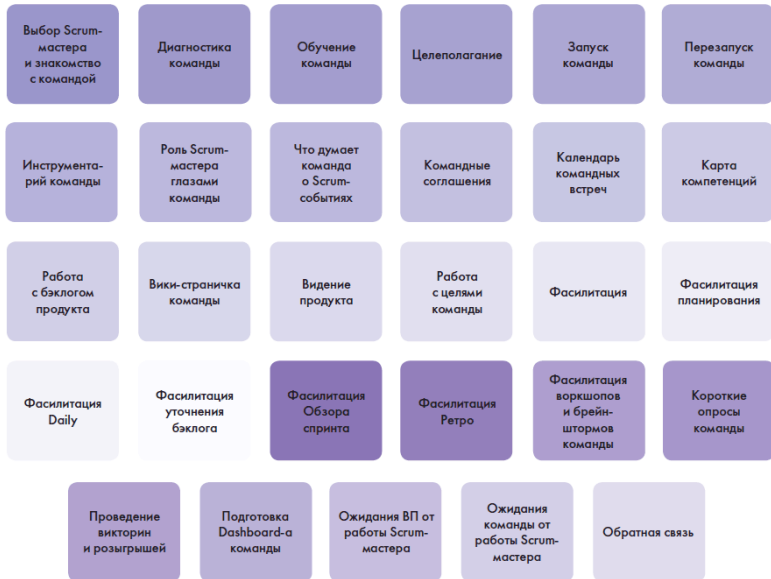 Выбор Scrum-
мастера
и знакомство
с командой
Диагностика
команды
Обучение
команды
Целеполагание
Запуск
команды
Перезапуск
команды
Инструмента-
рий команды
Роль Scrum-
мастера
глазами
команды
Что думает
команда
о Scrum-
событиях
Командные
соглашения
Календарь
командных
встреч
Карта
компетенций
Работа
с бэклогом
продукта
Вики-страничка
команды
Видение
продукта
Работа
с целями
команды
Фасилитация
Фасилитация
планирования
Фасилитация
Daily
Фасилитация
уточнения
бэклога
Фасилитация
Обзора
спринта
Фасилитация
Ретро
Фасилитация
воркшопов
и брейн-
штормов
команды
Короткие
опросы
команды
Проведение
викторин
и розыгрышей
Подготовка
Dashboard-а
команды
Ожидания ВП от
работы Scrum-
мастера
Ожидания
команды от
работы Scrum-
мастера
Обратная связь